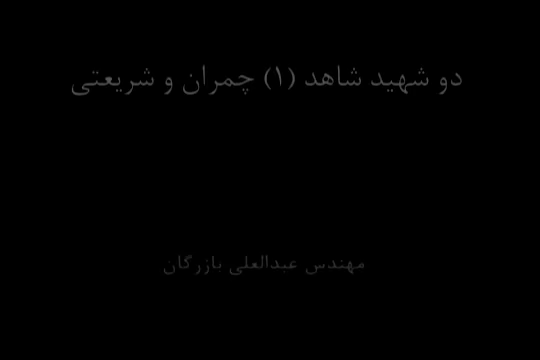 دو شهید شاهد (۱) چمران و شریعتی
مهندس عبدالعلی بازرگان